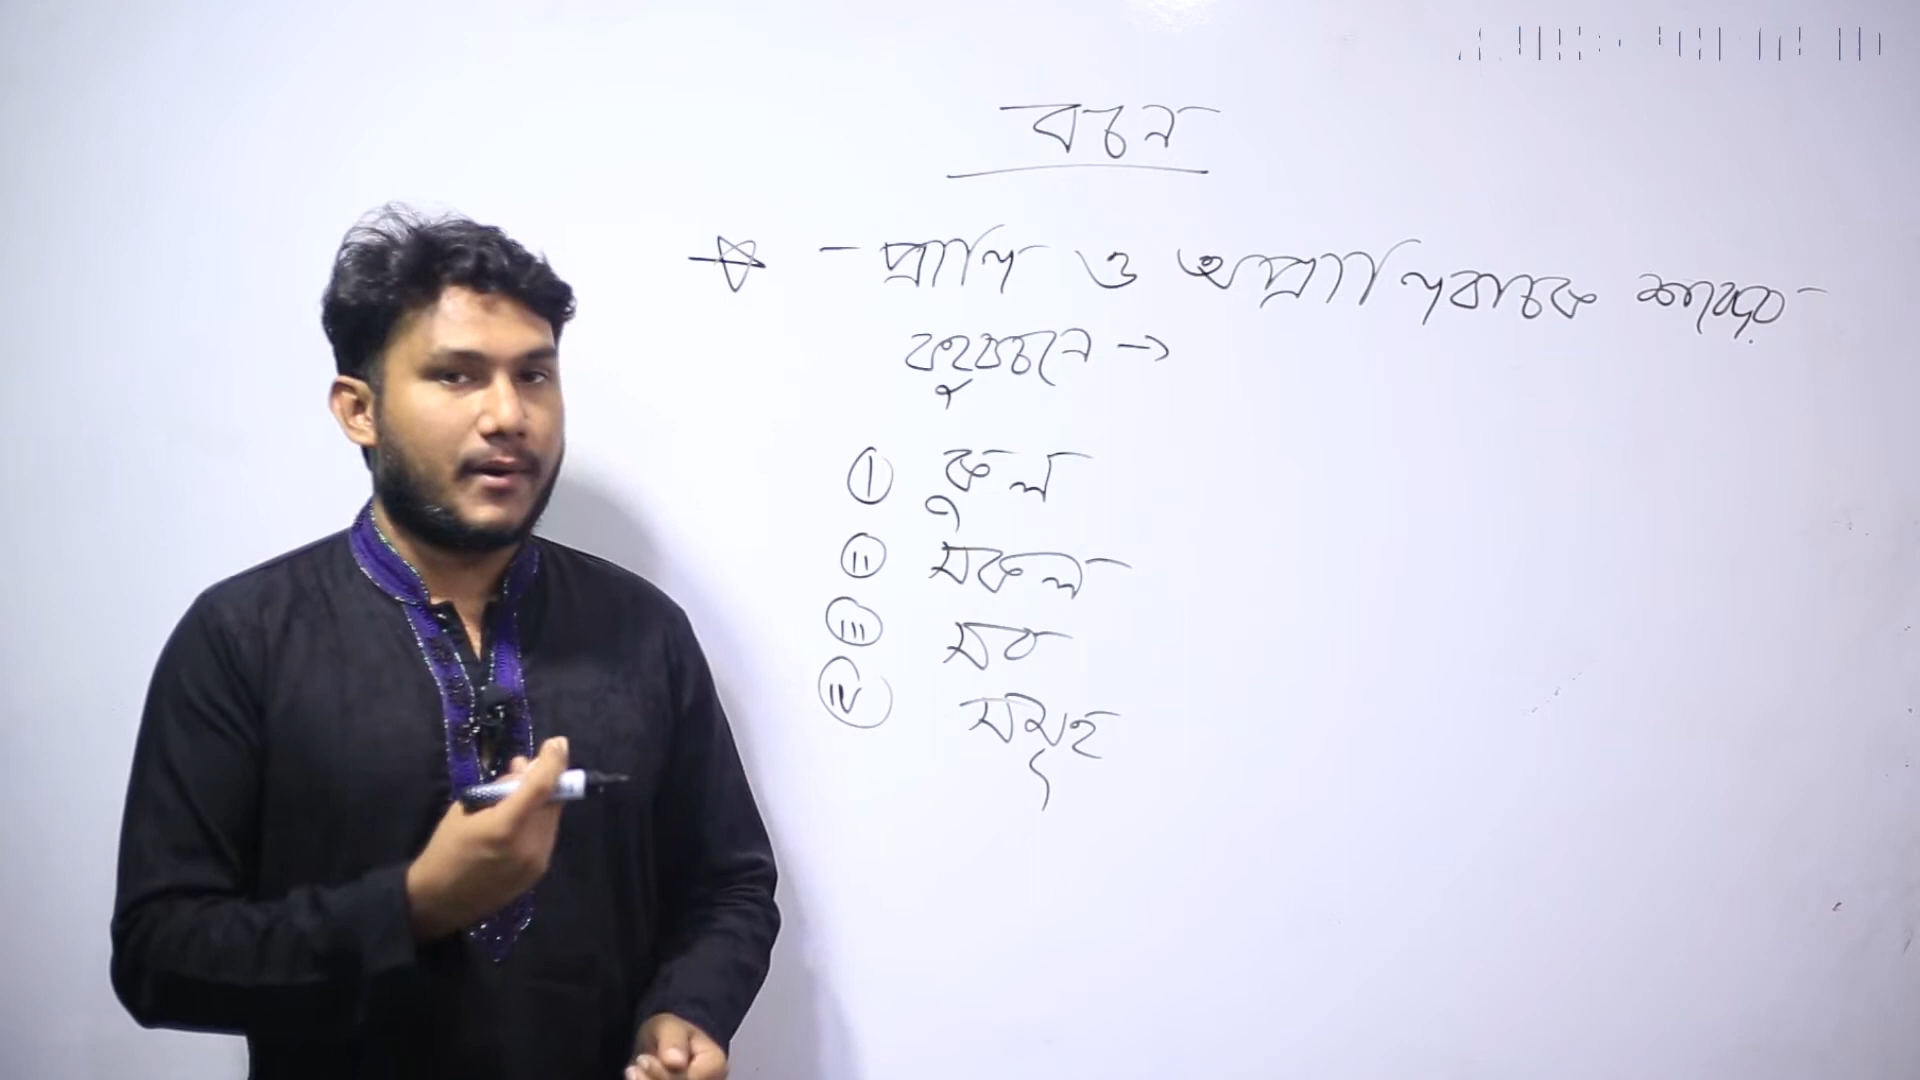 বচন
- প্রাণি ও অপ্রাণিবাচক শব্দের
বহুবচনে →
i কুল
ii সকল
iii সব
iv সমূহ